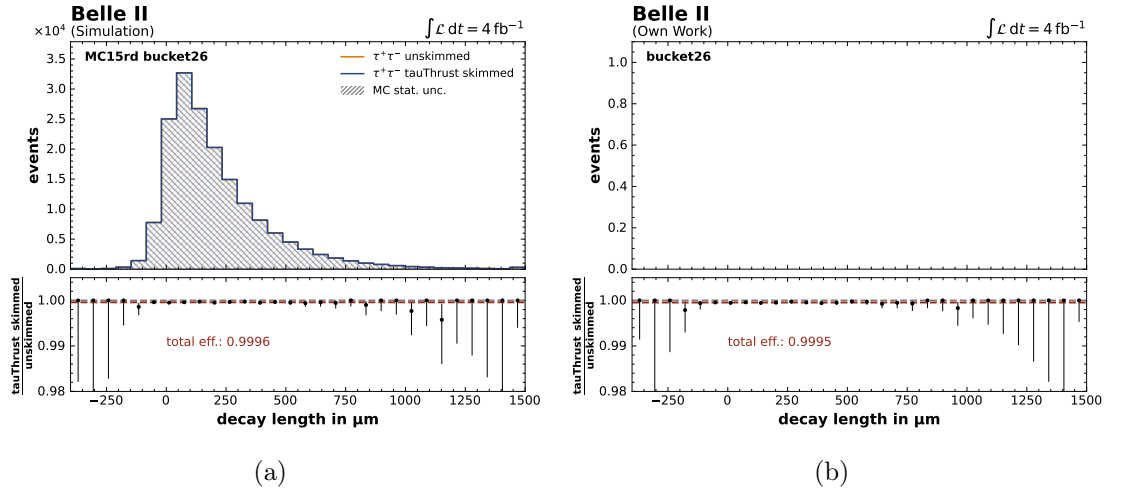 Belle II
(Simulation)
∫ℒ dt = 4 fb⁻¹
×10⁴
MC15rd bucket26
τ⁺τ⁻ unskimmed
τ⁺τ⁻ tauThrust skimmed
MC stat. unc.
events
3.5
3.0
2.5
2.0
1.5
1.0
0.5
0.0
tauThrust skimmed
unskimmed
1.00
0.99
0.98
total eff.: 0.9996
−250 0 250 500 750 1000 1250 1500
decay length in µm
(a)
Belle II
(Own Work)
∫ℒ dt = 4 fb⁻¹
bucket26
events
1.0
0.8
0.6
0.4
0.2
0.0
tauThrust skimmed
unskimmed
1.00
0.99
0.98
total eff.: 0.9995
−250 0 250 500 750 1000 1250 1500
decay length in µm
(b)